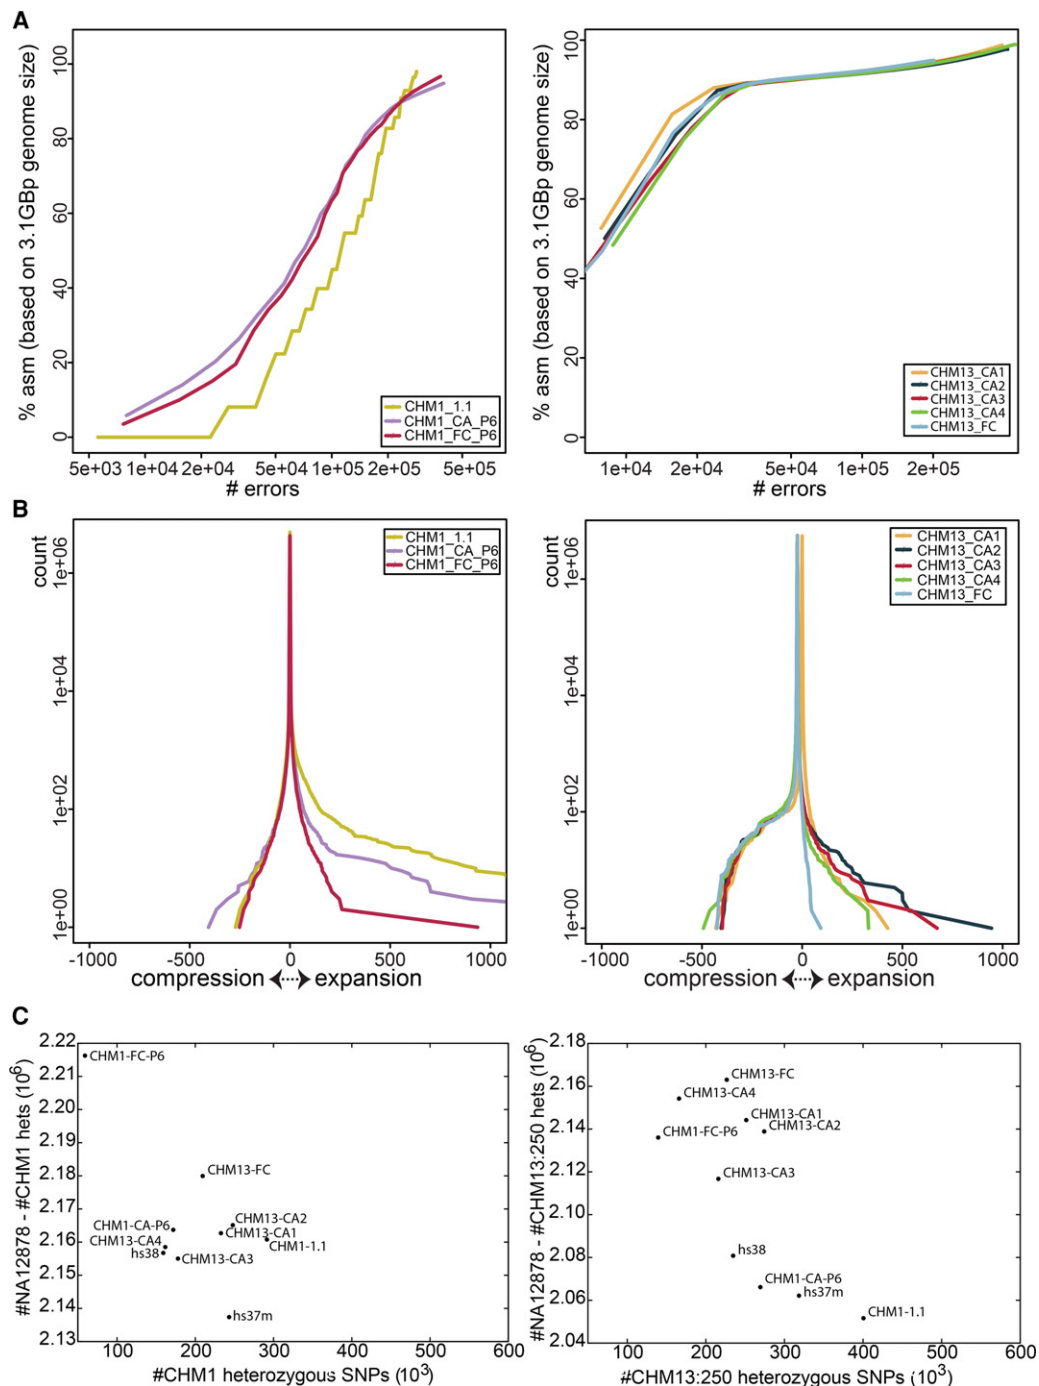 A
% asm (based on 3.1GBp genome size)
100
80
60
40
20
0
CHM1_1.1
CHM1_CA_P6
CHM1_FC_P6
5e+03 1e+04 2e+04 5e+04 1e+05 2e+05 5e+05
# errors
% asm (based on 3.1GBp genome size)
100
80
60
40
20
0
CHM13_CA1
CHM13_CA2
CHM13_CA3
CHM13_CA4
CHM13_FC
1e+04 2e+04 5e+04 1e+05 2e+05
# errors
B
count
1e+06
1e+04
1e+02
1e+00
CHM1_1.1
CHM1_CA_P6
CHM1_FC_P6
-1000 -500 0 500 1000
compression expansion
count
1e+06
1e+04
1e+02
1e+00
CHM13_CA1
CHM13_CA2
CHM13_CA3
CHM13_CA4
CHM13_FC
-1000 -500 0 500 1000
compression expansion
C
#NA12878 - #CHM1 hets (10^6)
2.22
2.21
2.20
2.19
2.18
2.17
2.16
2.15
2.14
2.13
CHM1-FC-P6
CHM13-FC
CHM1-CA-P6
CHM13-CA2
CHM13-CA1
CHM13-CA4
CHM1-1.1
hs38
CHM13-CA3
hs37m
100 200 300 400 500 600
#CHM1 heterozygous SNPs (10^3)
#NA12878 - #CHM13:250 hets (10^6)
2.18
2.16
2.14
2.12
2.10
2.08
2.06
2.04
CHM13-FC
CHM13-CA4
CHM13-CA1
CHM13-CA2
CHM1-FC-P6
CHM13-CA3
hs38
CHM1-CA-P6
hs37m
CHM1-1.1
100 200 300 400 500 600
#CHM13:250 heterozygous SNPs (10^3)